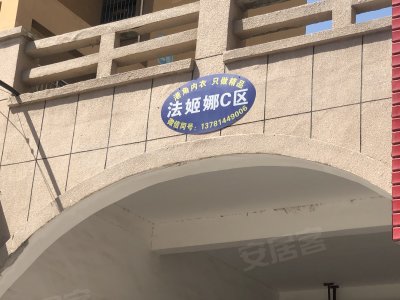 港角内衣 只做精品
法姬娜C区
微信同号:13781449006
安居客